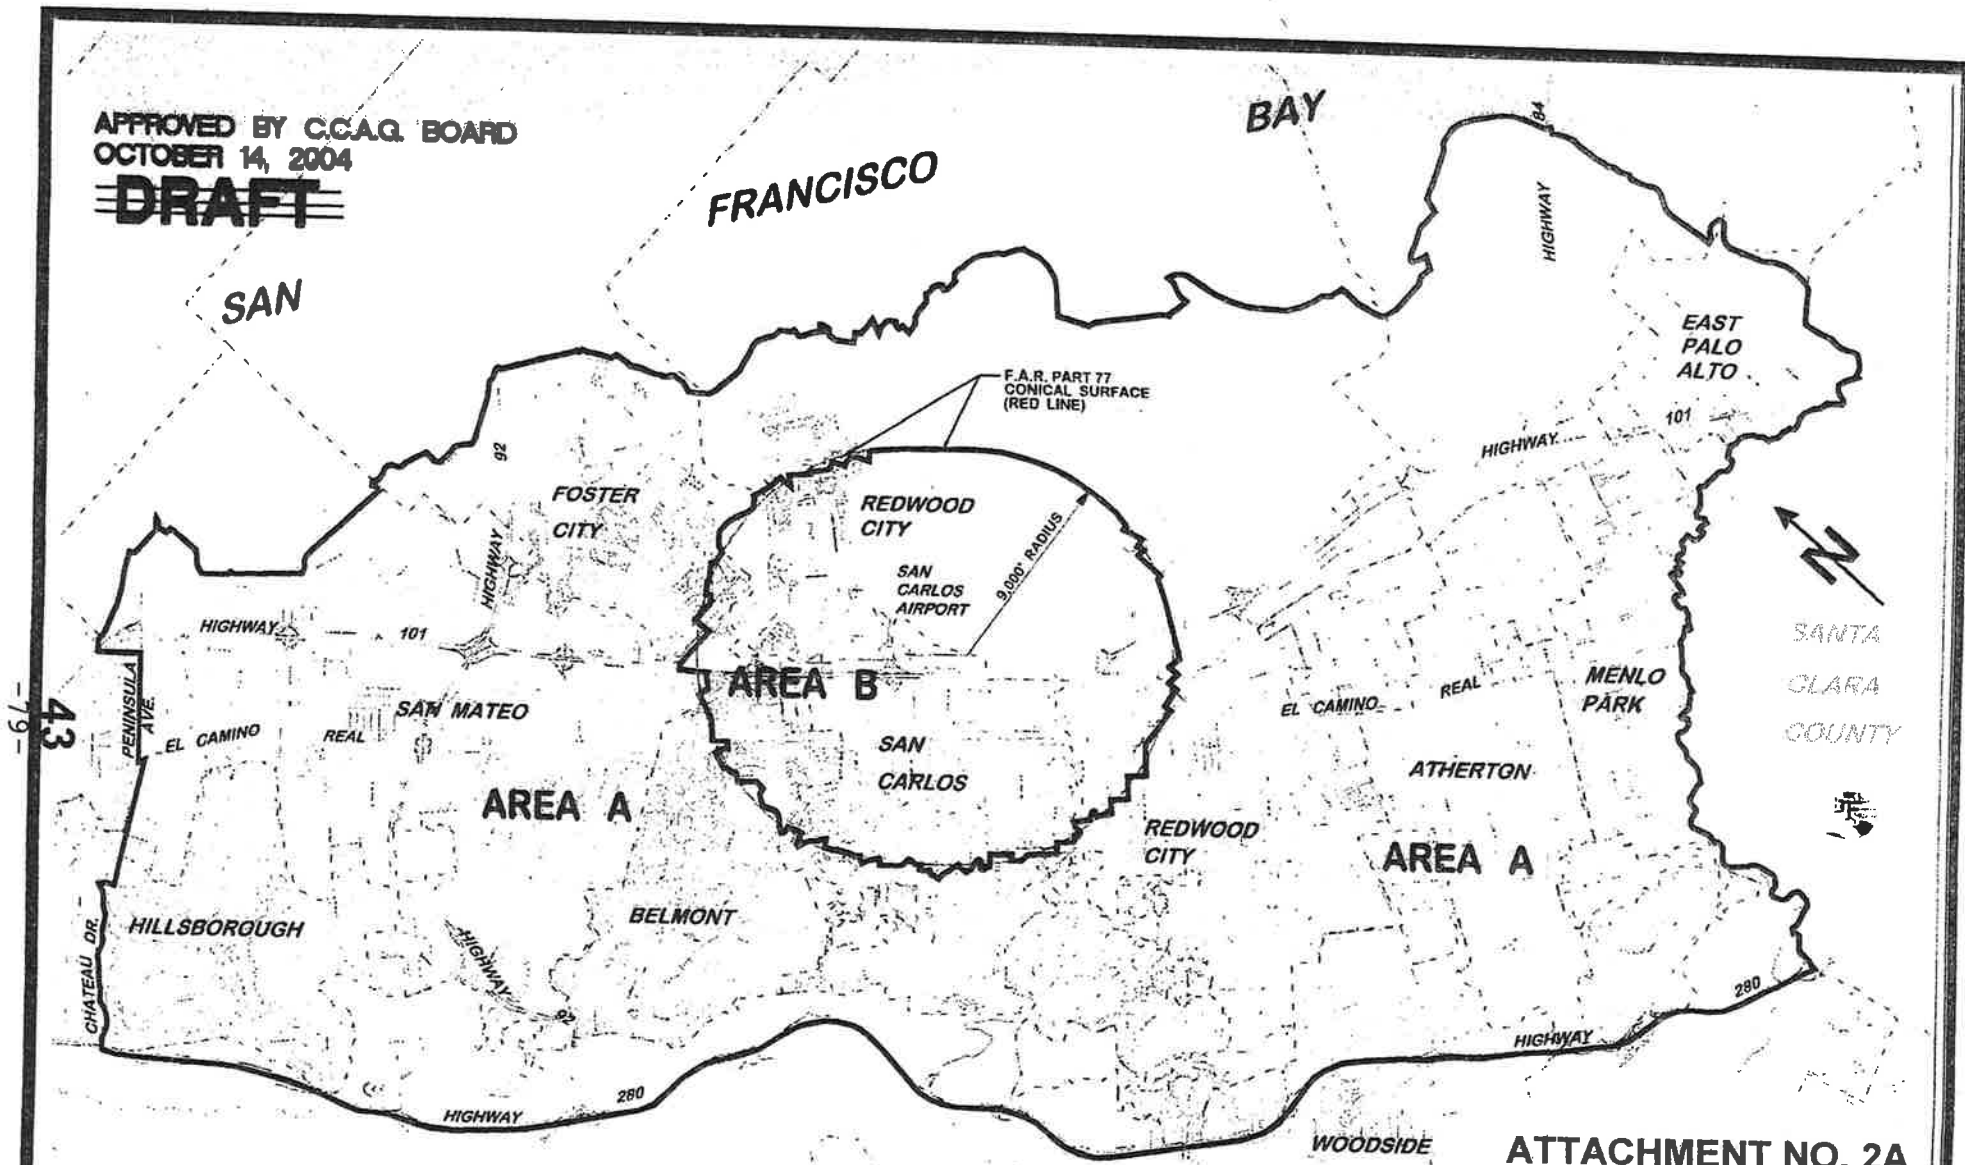 APPROVED BY C.C.A.G. BOARD
OCTOBER 14, 2004
DRAFT
SAN
FRANCISCO
BAY
84
HIGHWAY
EAST
PALO
ALTO
101
HIGHWAY
F.A.R. PART 77
CONICAL SURFACE
(RED LINE)
92
HIGHWAY
FOSTER
CITY
REDWOOD
CITY
SAN
CARLOS
AIRPORT
9,000' RADIUS
N
SANTA
CLARA
COUNTY
HIGHWAY
101
PENINSULA
AVE.
EL CAMINO
REAL
SAN MATEO
AREA B
SAN
CARLOS
EL CAMINO
REAL
MENLO
PARK
ATHERTON
AREA A
REDWOOD
CITY
AREA A
HILLSBOROUGH
BELMONT
CHATEAU DR.
HIGHWAY
92
HIGHWAY
280
HIGHWAY
280
WOODSIDE
ATTACHMENT NO. 2A
43
-79-